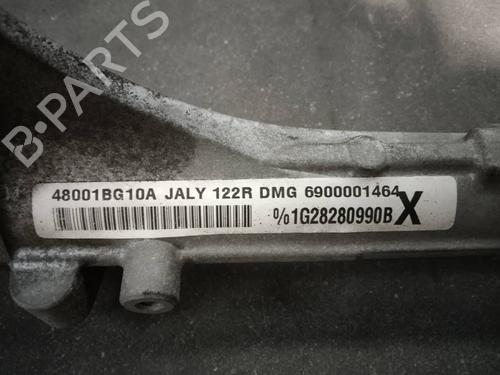 B-PARTS
48001BG10A JALY 122R DMG 6900001464
%1G28280990B X